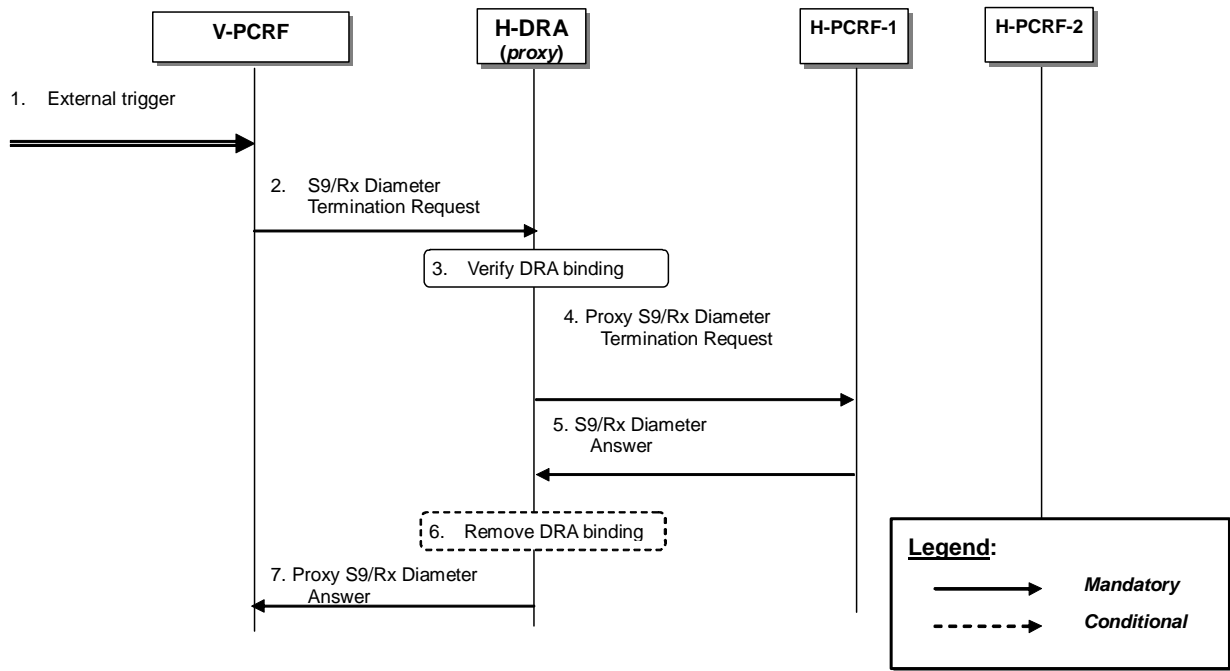 V-PCRF
H-DRA
(proxy)
H-PCRF-1
H-PCRF-2
1. External trigger
2. S9/Rx Diameter
Termination Request
3. Verify DRA binding
4. Proxy S9/Rx Diameter
Termination Request
5. S9/Rx Diameter
Answer
6. Remove DRA binding
7. Proxy S9/Rx Diameter
Answer
Legend:
Mandatory
Conditional